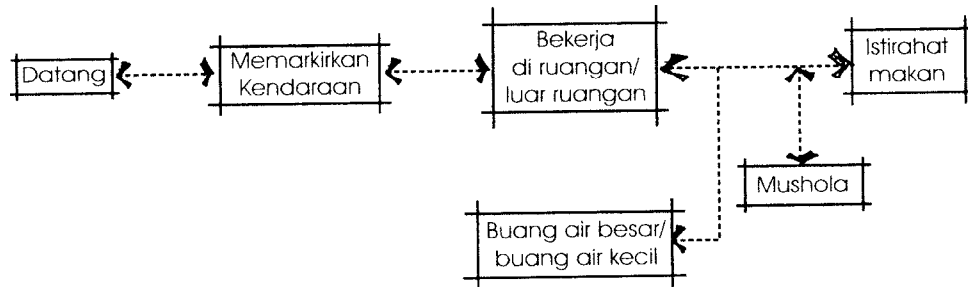 Datang
Memarkirkan
Kendaraan
Bekerja
di ruangan/
luar ruangan
Istirahat
makan
Mushola
Buang air besar/
buang air kecil